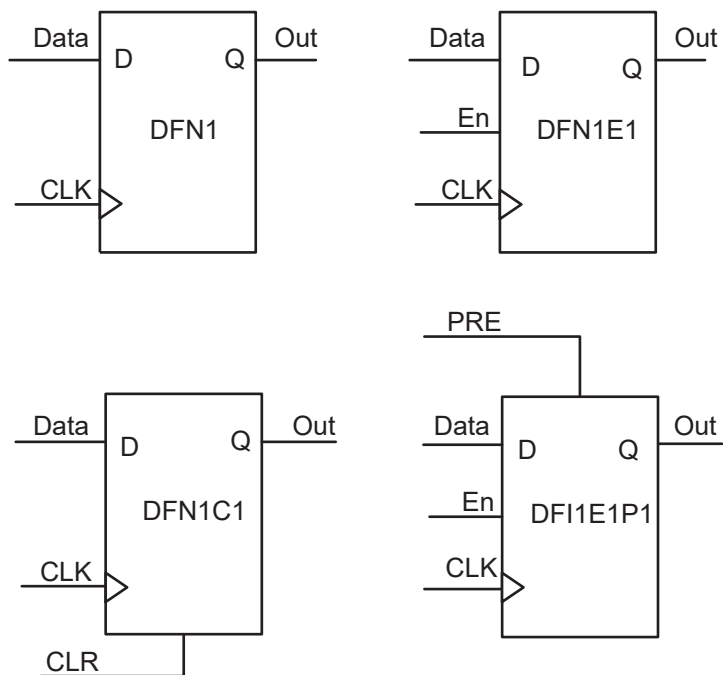 Data
D
Q
Out
DFN1
CLK
Data
D
Q
Out
En
DFN1E1
CLK
Data
D
Q
Out
DFN1C1
CLK
CLR
PRE
Data
D
Q
Out
En
DFI1E1P1
CLK